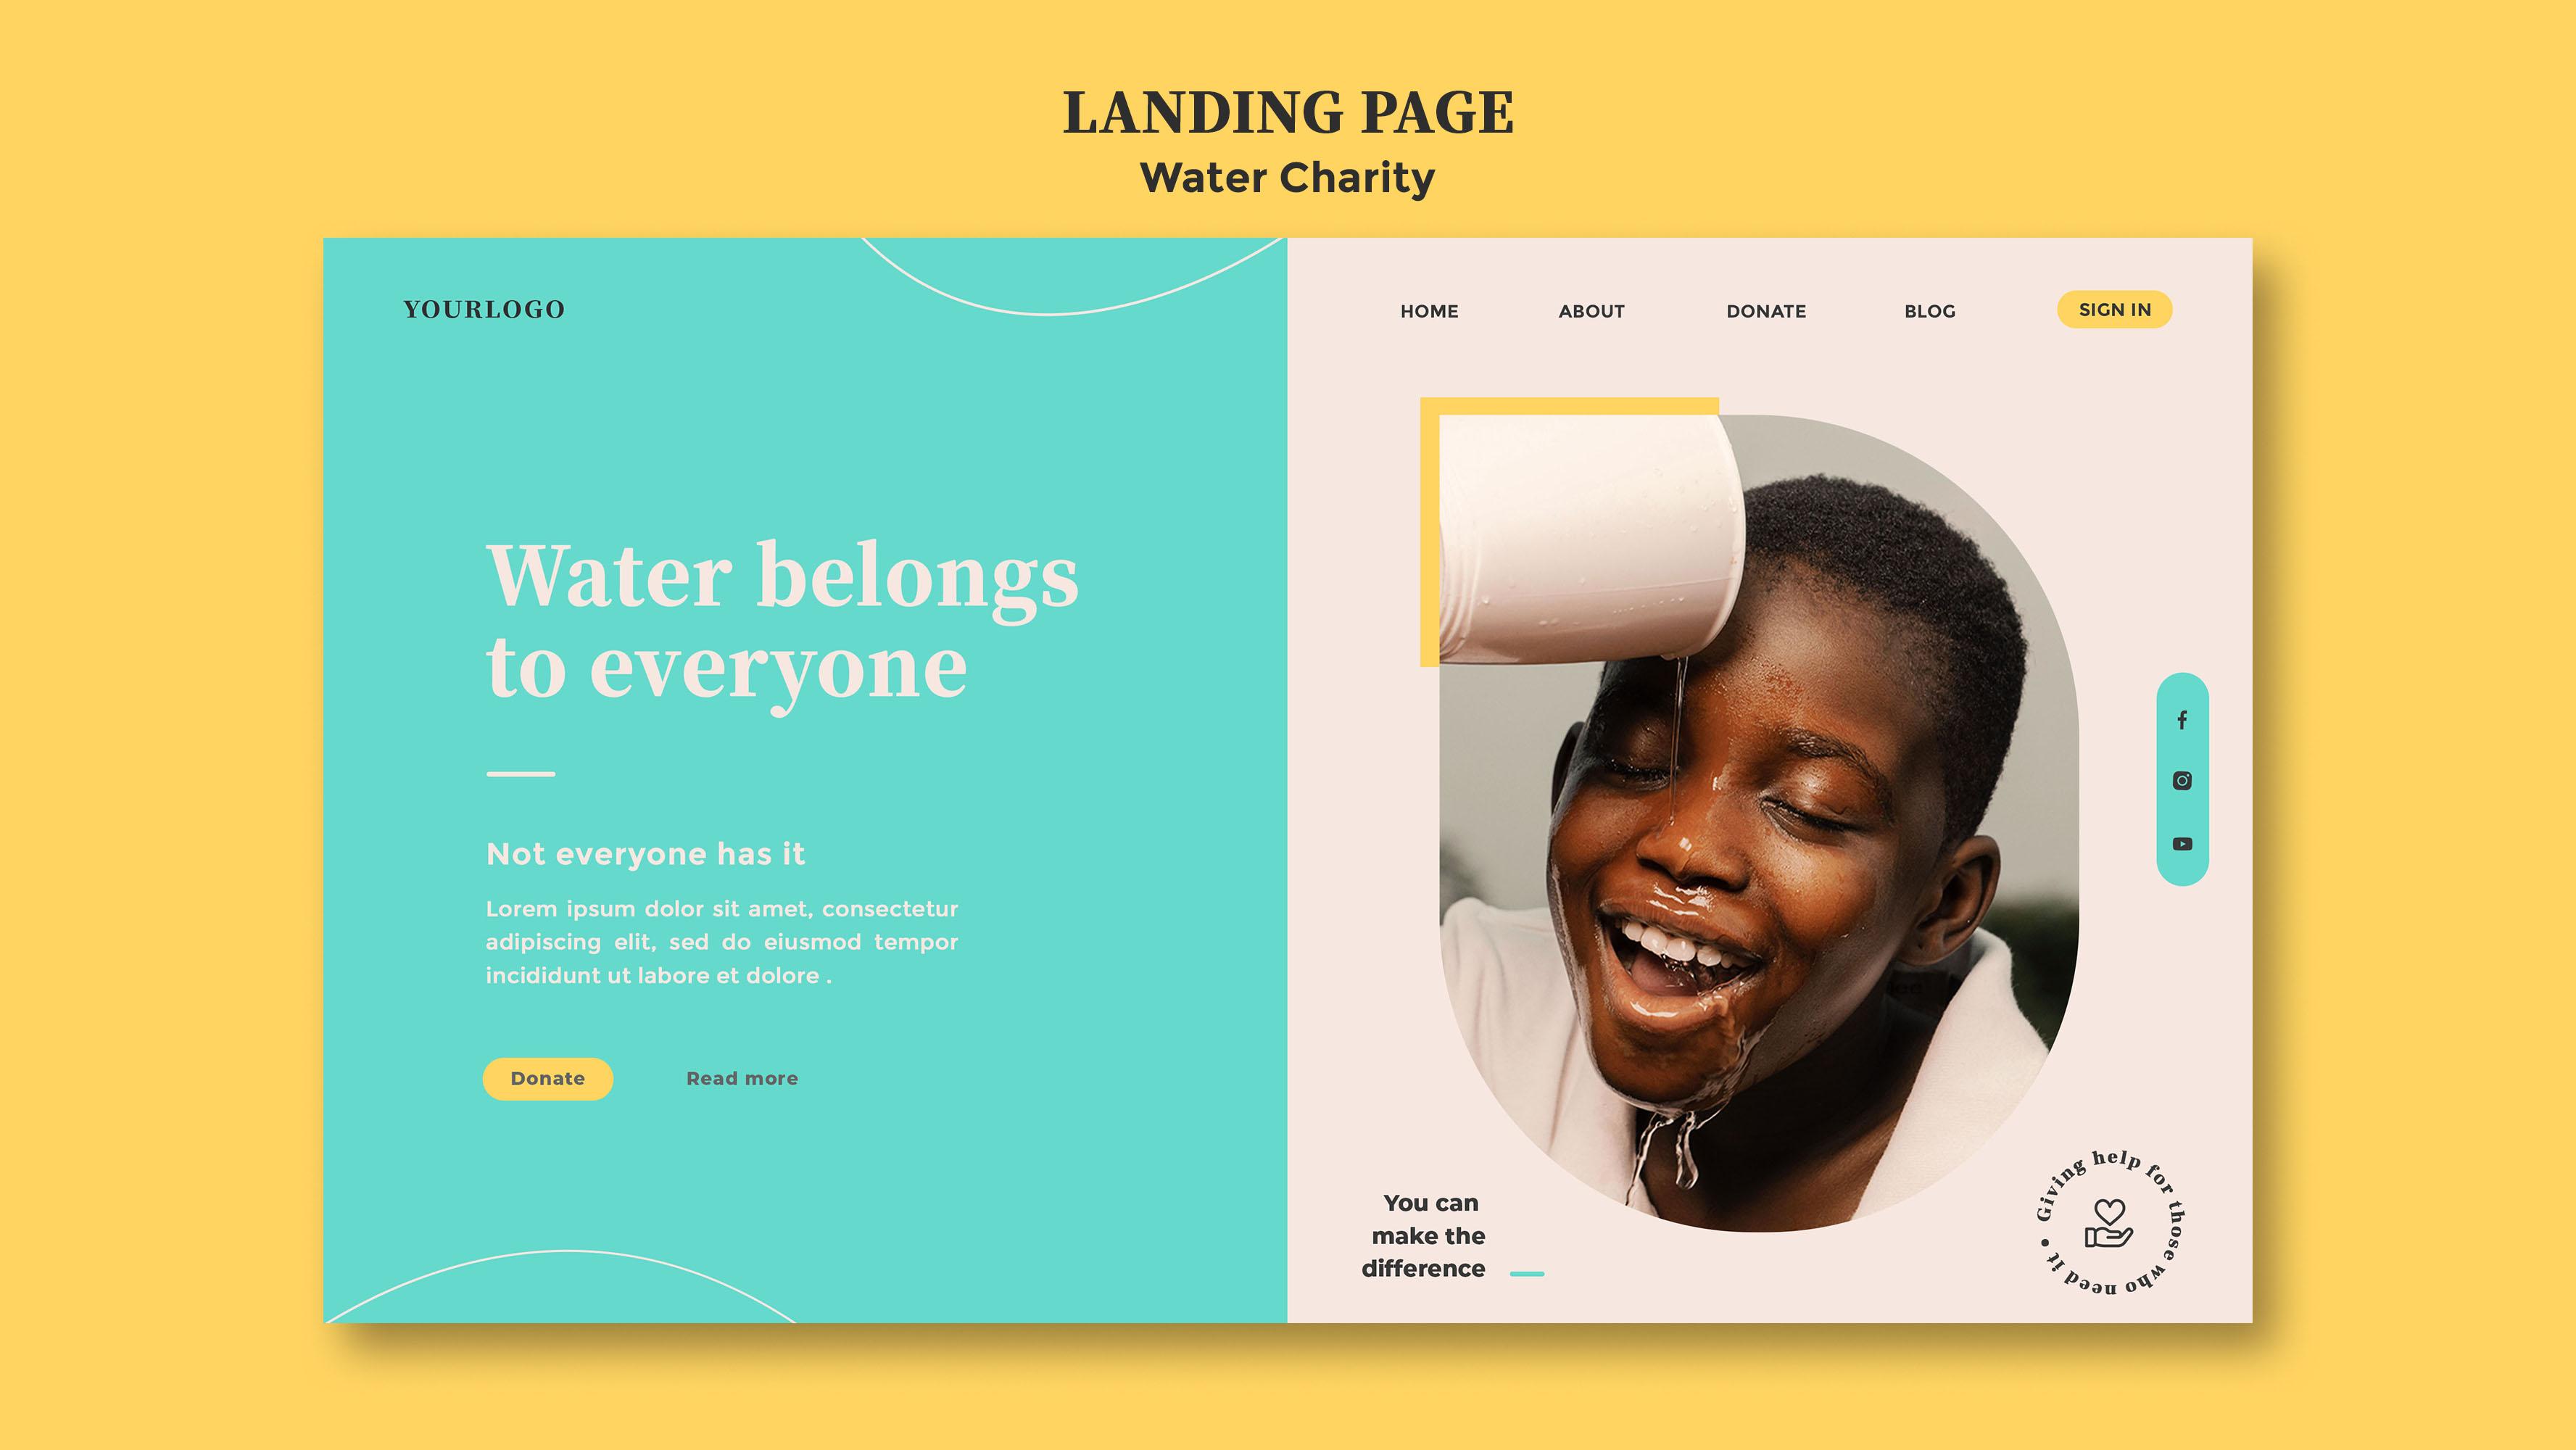 LANDING PAGE
Water Charity
YOURLOGO
HOME
ABOUT
DONATE
BLOG
SIGN IN
Water belongs
to everyone
Not everyone has it
Lorem ipsum dolor sit amet, consectetur
adipiscing elit, sed do eiusmod tempor
incididunt ut labore et dolore .
Donate
Read more
You can
make the
difference
Giving help for those who need it •